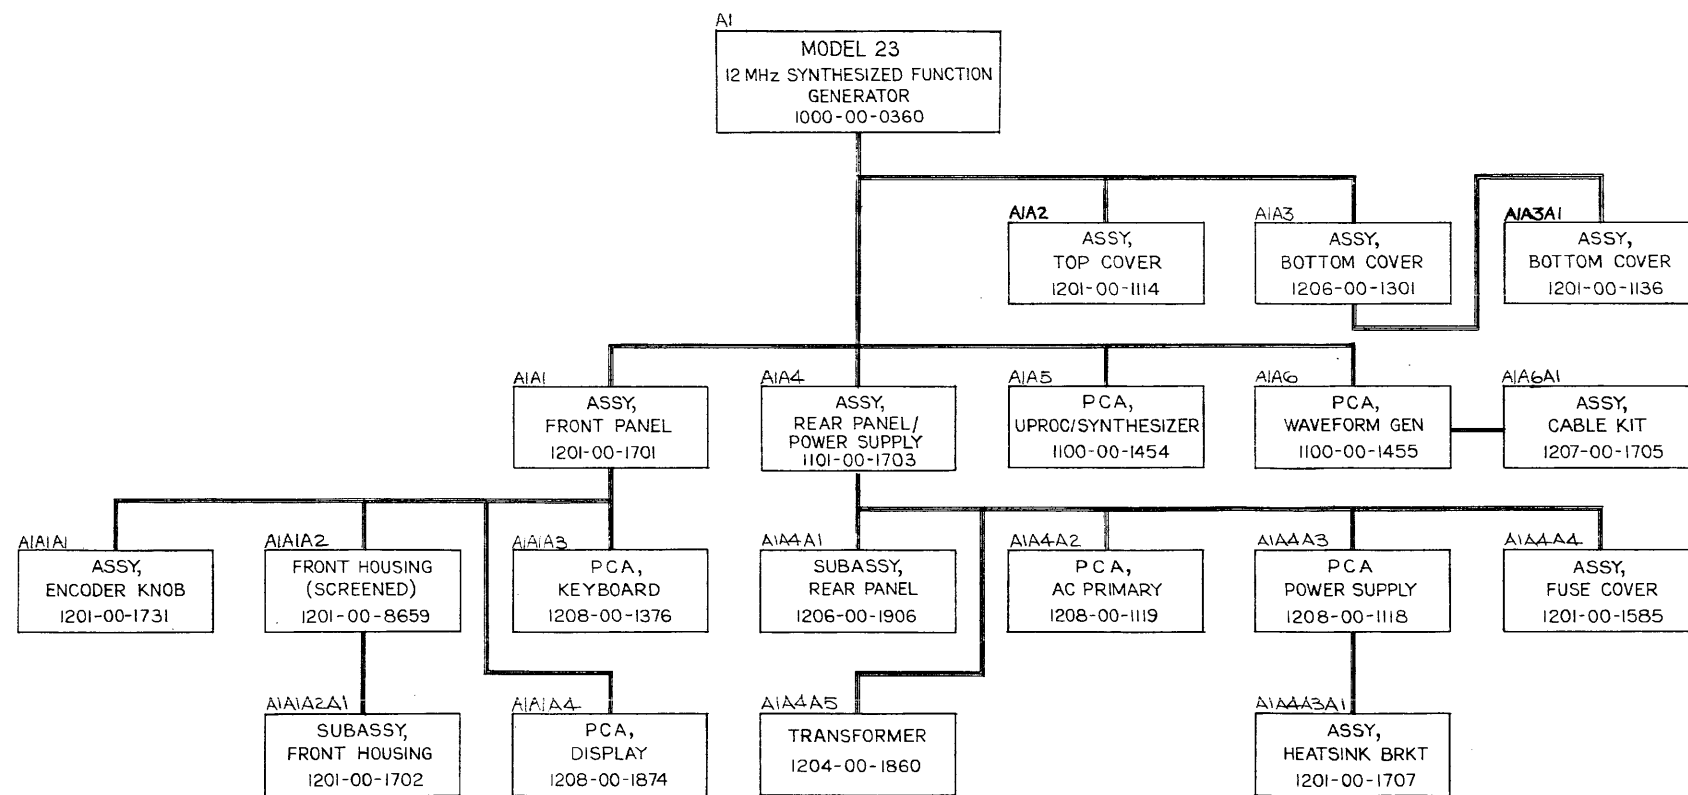 A1
MODEL 23
12 MHz SYNTHESIZED FUNCTION
GENERATOR
1000-00-0360
A1A2
ASSY,
TOP COVER
1201-00-1114
A1A3
ASSY,
BOTTOM COVER
1206-00-1301
A1A3A1
ASSY,
BOTTOM COVER
1201-00-1136
A1A1
ASSY,
FRONT PANEL
1201-00-1701
A1A4
ASSY,
REAR PANEL/
POWER SUPPLY
1101-00-1703
A1A5
PCA,
UPROC/SYNTHESIZER
1100-00-1454
A1A6
PCA,
WAVEFORM GEN
1100-00-1455
A1A6A1
ASSY,
CABLE KIT
1207-00-1705
A1A1A1
ASSY,
ENCODER KNOB
1201-00-1731
A1A1A2
FRONT HOUSING
(SCREENED)
1201-00-8659
A1A1A3
PCA,
KEYBOARD
1208-00-1376
A1A4A1
SUBASSY,
REAR PANEL
1206-00-1906
A1A4A2
PCA,
AC PRIMARY
1208-00-1119
A1A4A3
PCA
POWER SUPPLY
1208-00-1118
A1A4A4
ASSY,
FUSE COVER
1201-00-1585
A1A1A2A1
SUBASSY,
FRONT HOUSING
1201-00-1702
A1A1A4
PCA,
DISPLAY
1208-00-1874
A1A4A5
TRANSFORMER
1204-00-1860
A1A4A3A1
ASSY,
HEATSINK BRKT
1201-00-1707